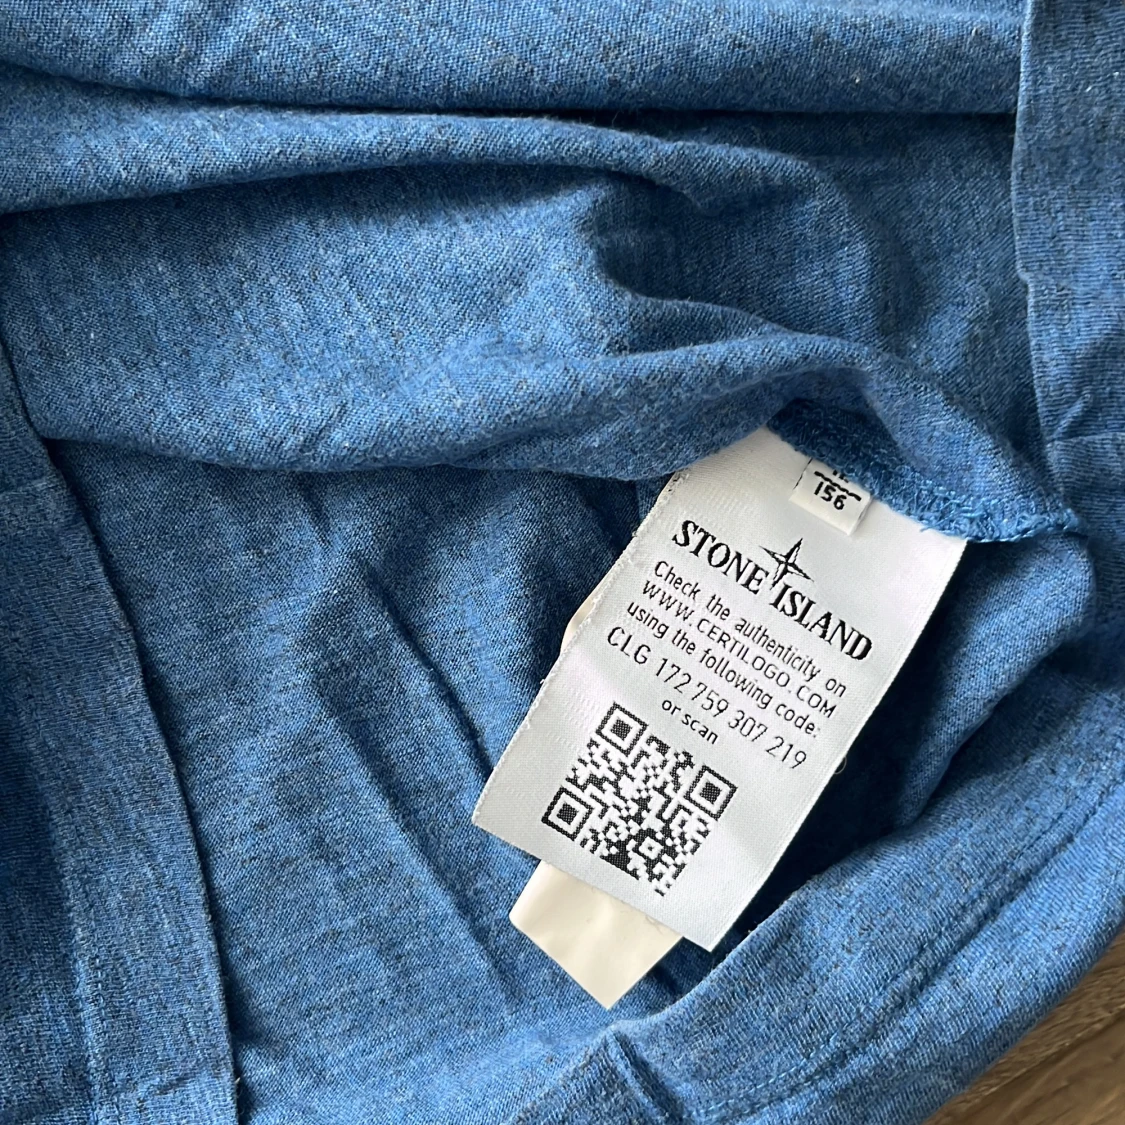 156
STONE ISLAND
Check the authenticity on
WWW.CERTILOGO.COM
using the following code:
CLG 172 759 307 219
or scan